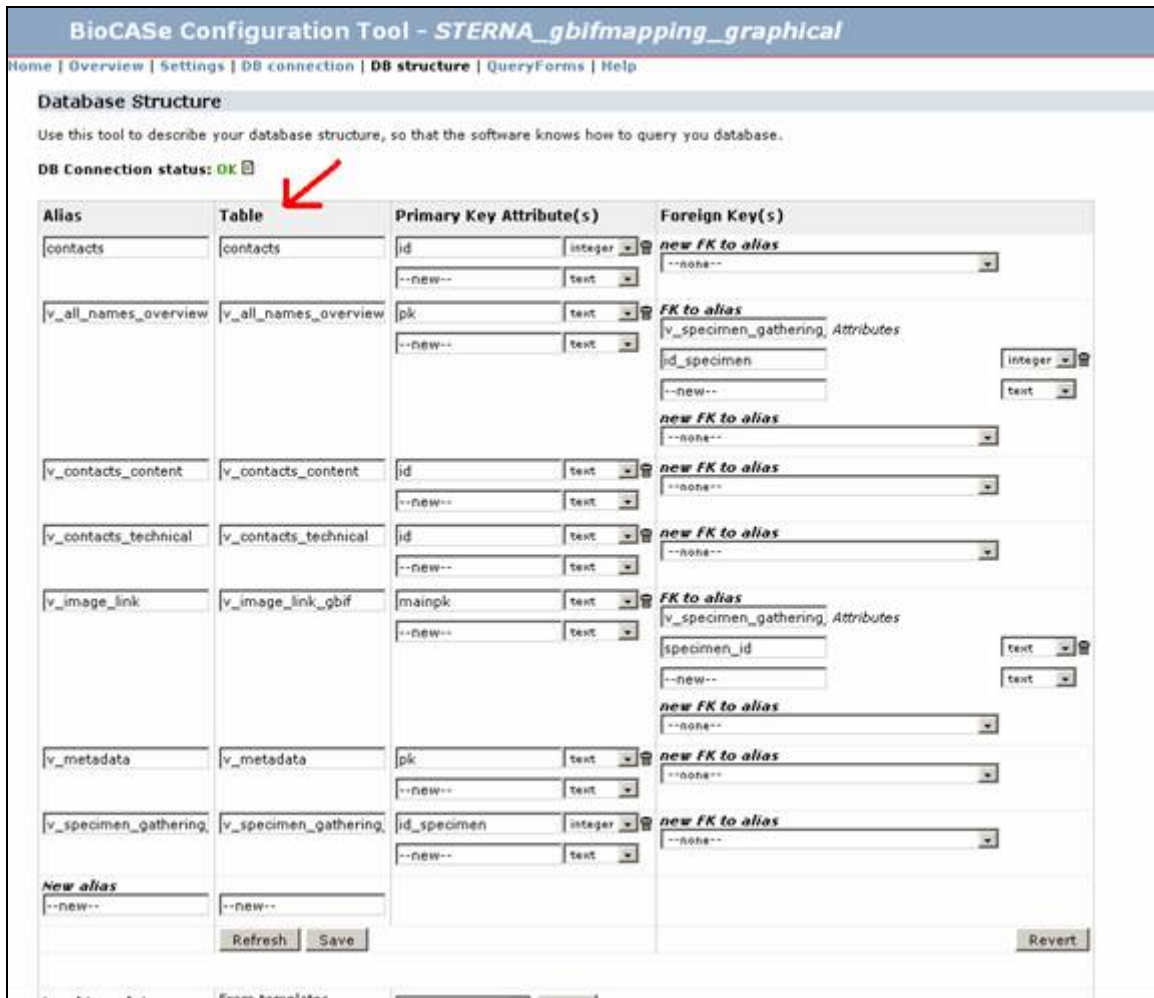 BioCASe Configuration Tool - STERNA_gbifmapping_graphical
Home | Overview | Settings | DB connection | DB structure | QueryForms | Help
Database Structure
Use this tool to describe your database structure, so that the software knows how to query you database.
DB Connection status: OK
Alias Table Primary Key Attribute(s) Foreign Key(s)
contacts contacts id integer new FK to alias
--none--
--new-- text
v_all_names_overview v_all_names_overview pk text FK to alias
v_specimen_gathering_ Attributes
--new-- text
id_specimen integer
--new-- text
new FK to alias
--none--
v_contacts_content v_contacts_content id text new FK to alias
--none--
--new-- text
v_contacts_technical v_contacts_technical id text new FK to alias
--none--
--new-- text
v_image_link v_image_link_gbif mainpk text FK to alias
v_specimen_gathering_ Attributes
--new-- text
specimen_id text
--new-- text
new FK to alias
--none--
v_metadata v_metadata pk text new FK to alias
--none--
--new-- text
v_specimen_gathering_ v_specimen_gathering_ id_specimen integer new FK to alias
--none--
--new-- text
New alias
--new-- --new--
Refresh Save Revert